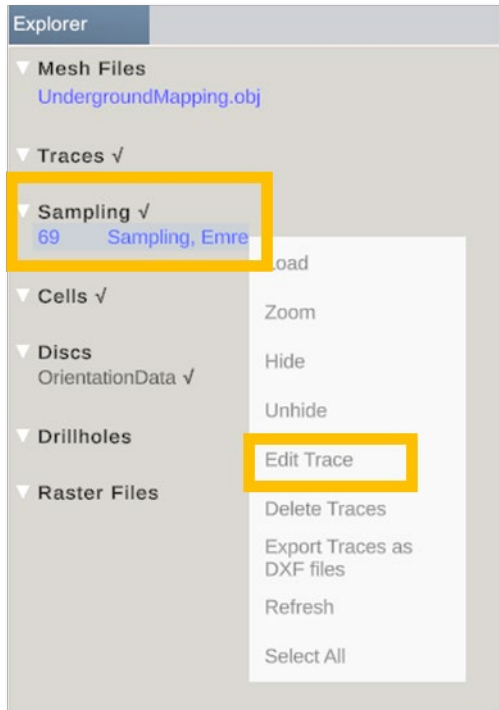 Explorer
Mesh Files
UndergroundMapping.obj
Traces √
Sampling √
69 Sampling, Emre
Load
Zoom
Hide
Unhide
Edit Trace
Delete Traces
Export Traces as
DXF files
Refresh
Select All
Cells √
Discs
OrientationData √
Drillholes
Raster Files